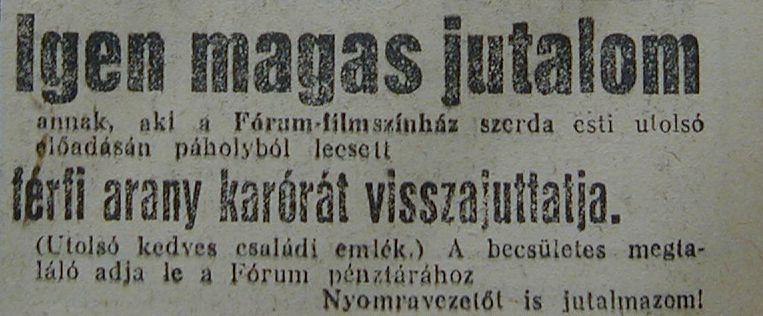 Igen magas jutalom
annak, aki a Fórum-filmszínház szerda esti utolsó
előadásán páholyból leesett
férfi arany karórát visszajuttatja.
(Utolsó kedves családi emlék.) A becsületes megta-
láló adja le a Fórum pénztárához
Nyomravezetőt is jutalmazom!